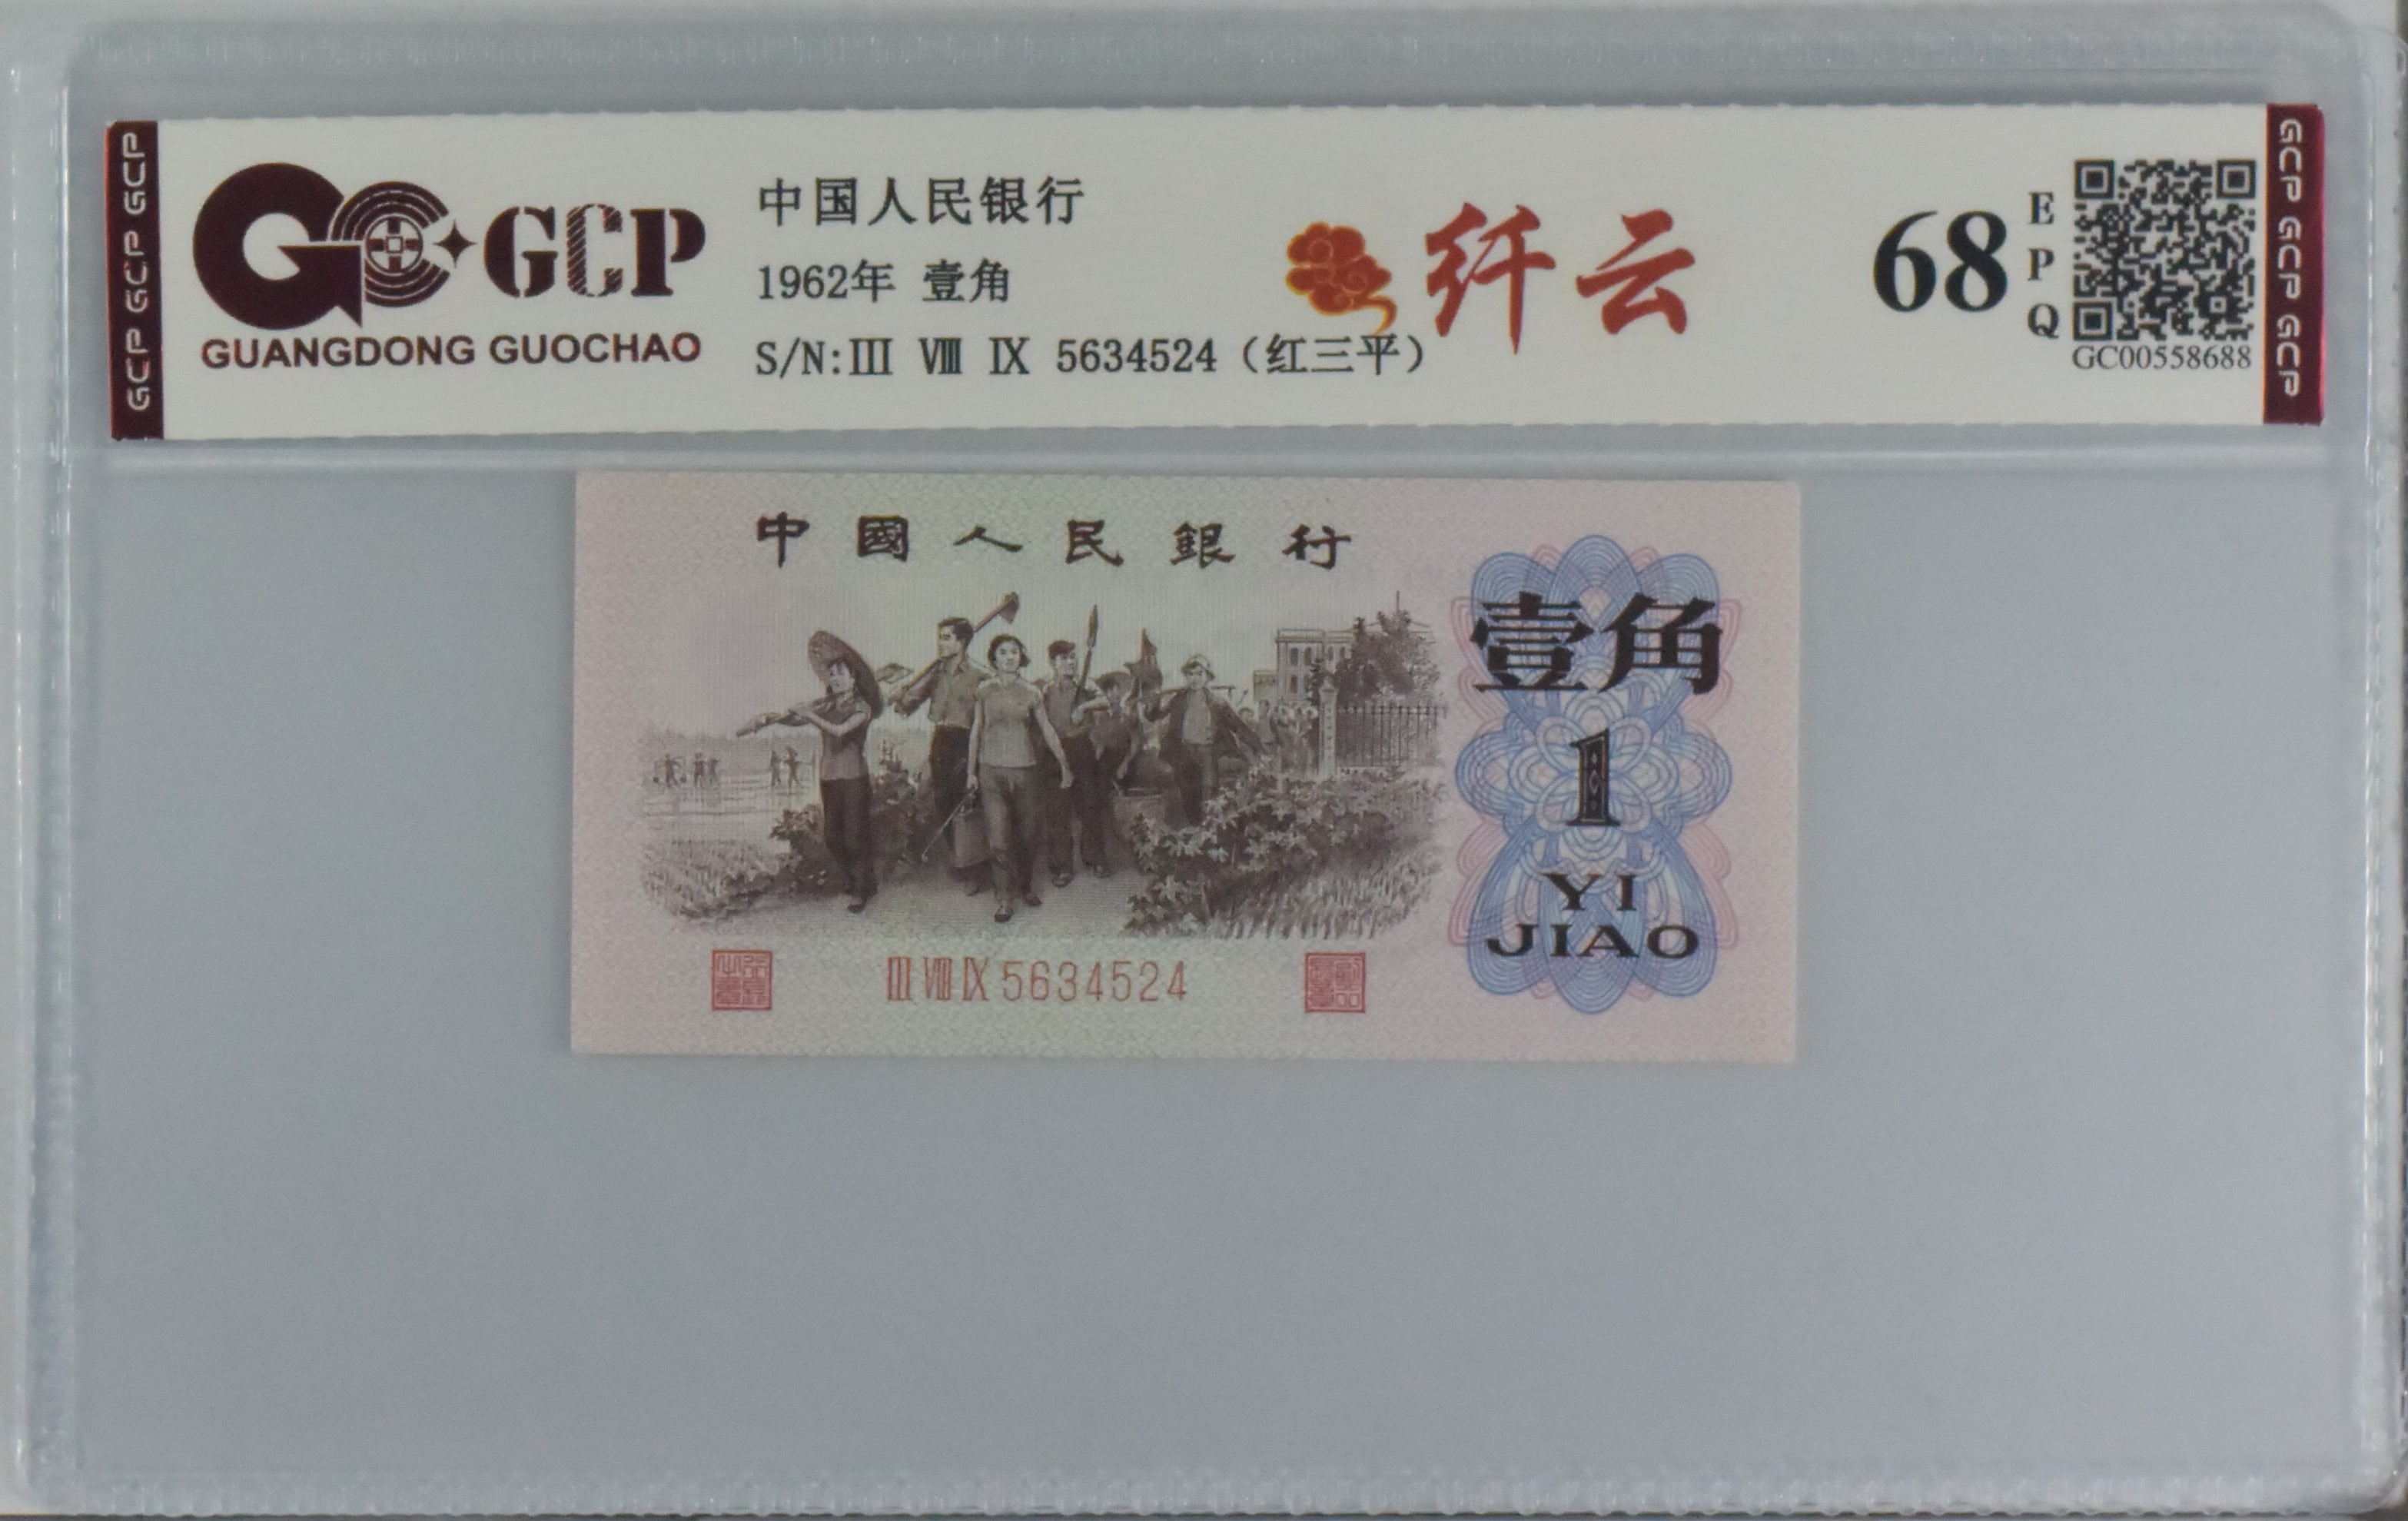 GCP GCP GCP
GCP
GUANGDONG GUOCHAO
中国人民银行
1962年 壹角
S/N:Ⅲ Ⅷ Ⅸ 5634524（红三平）
纤云
68
E
P
Q
GC00558688
GCP GCP GCP
中國人民銀行
壹角
1
YI
JIAO
Ⅲ Ⅷ Ⅸ 5634524